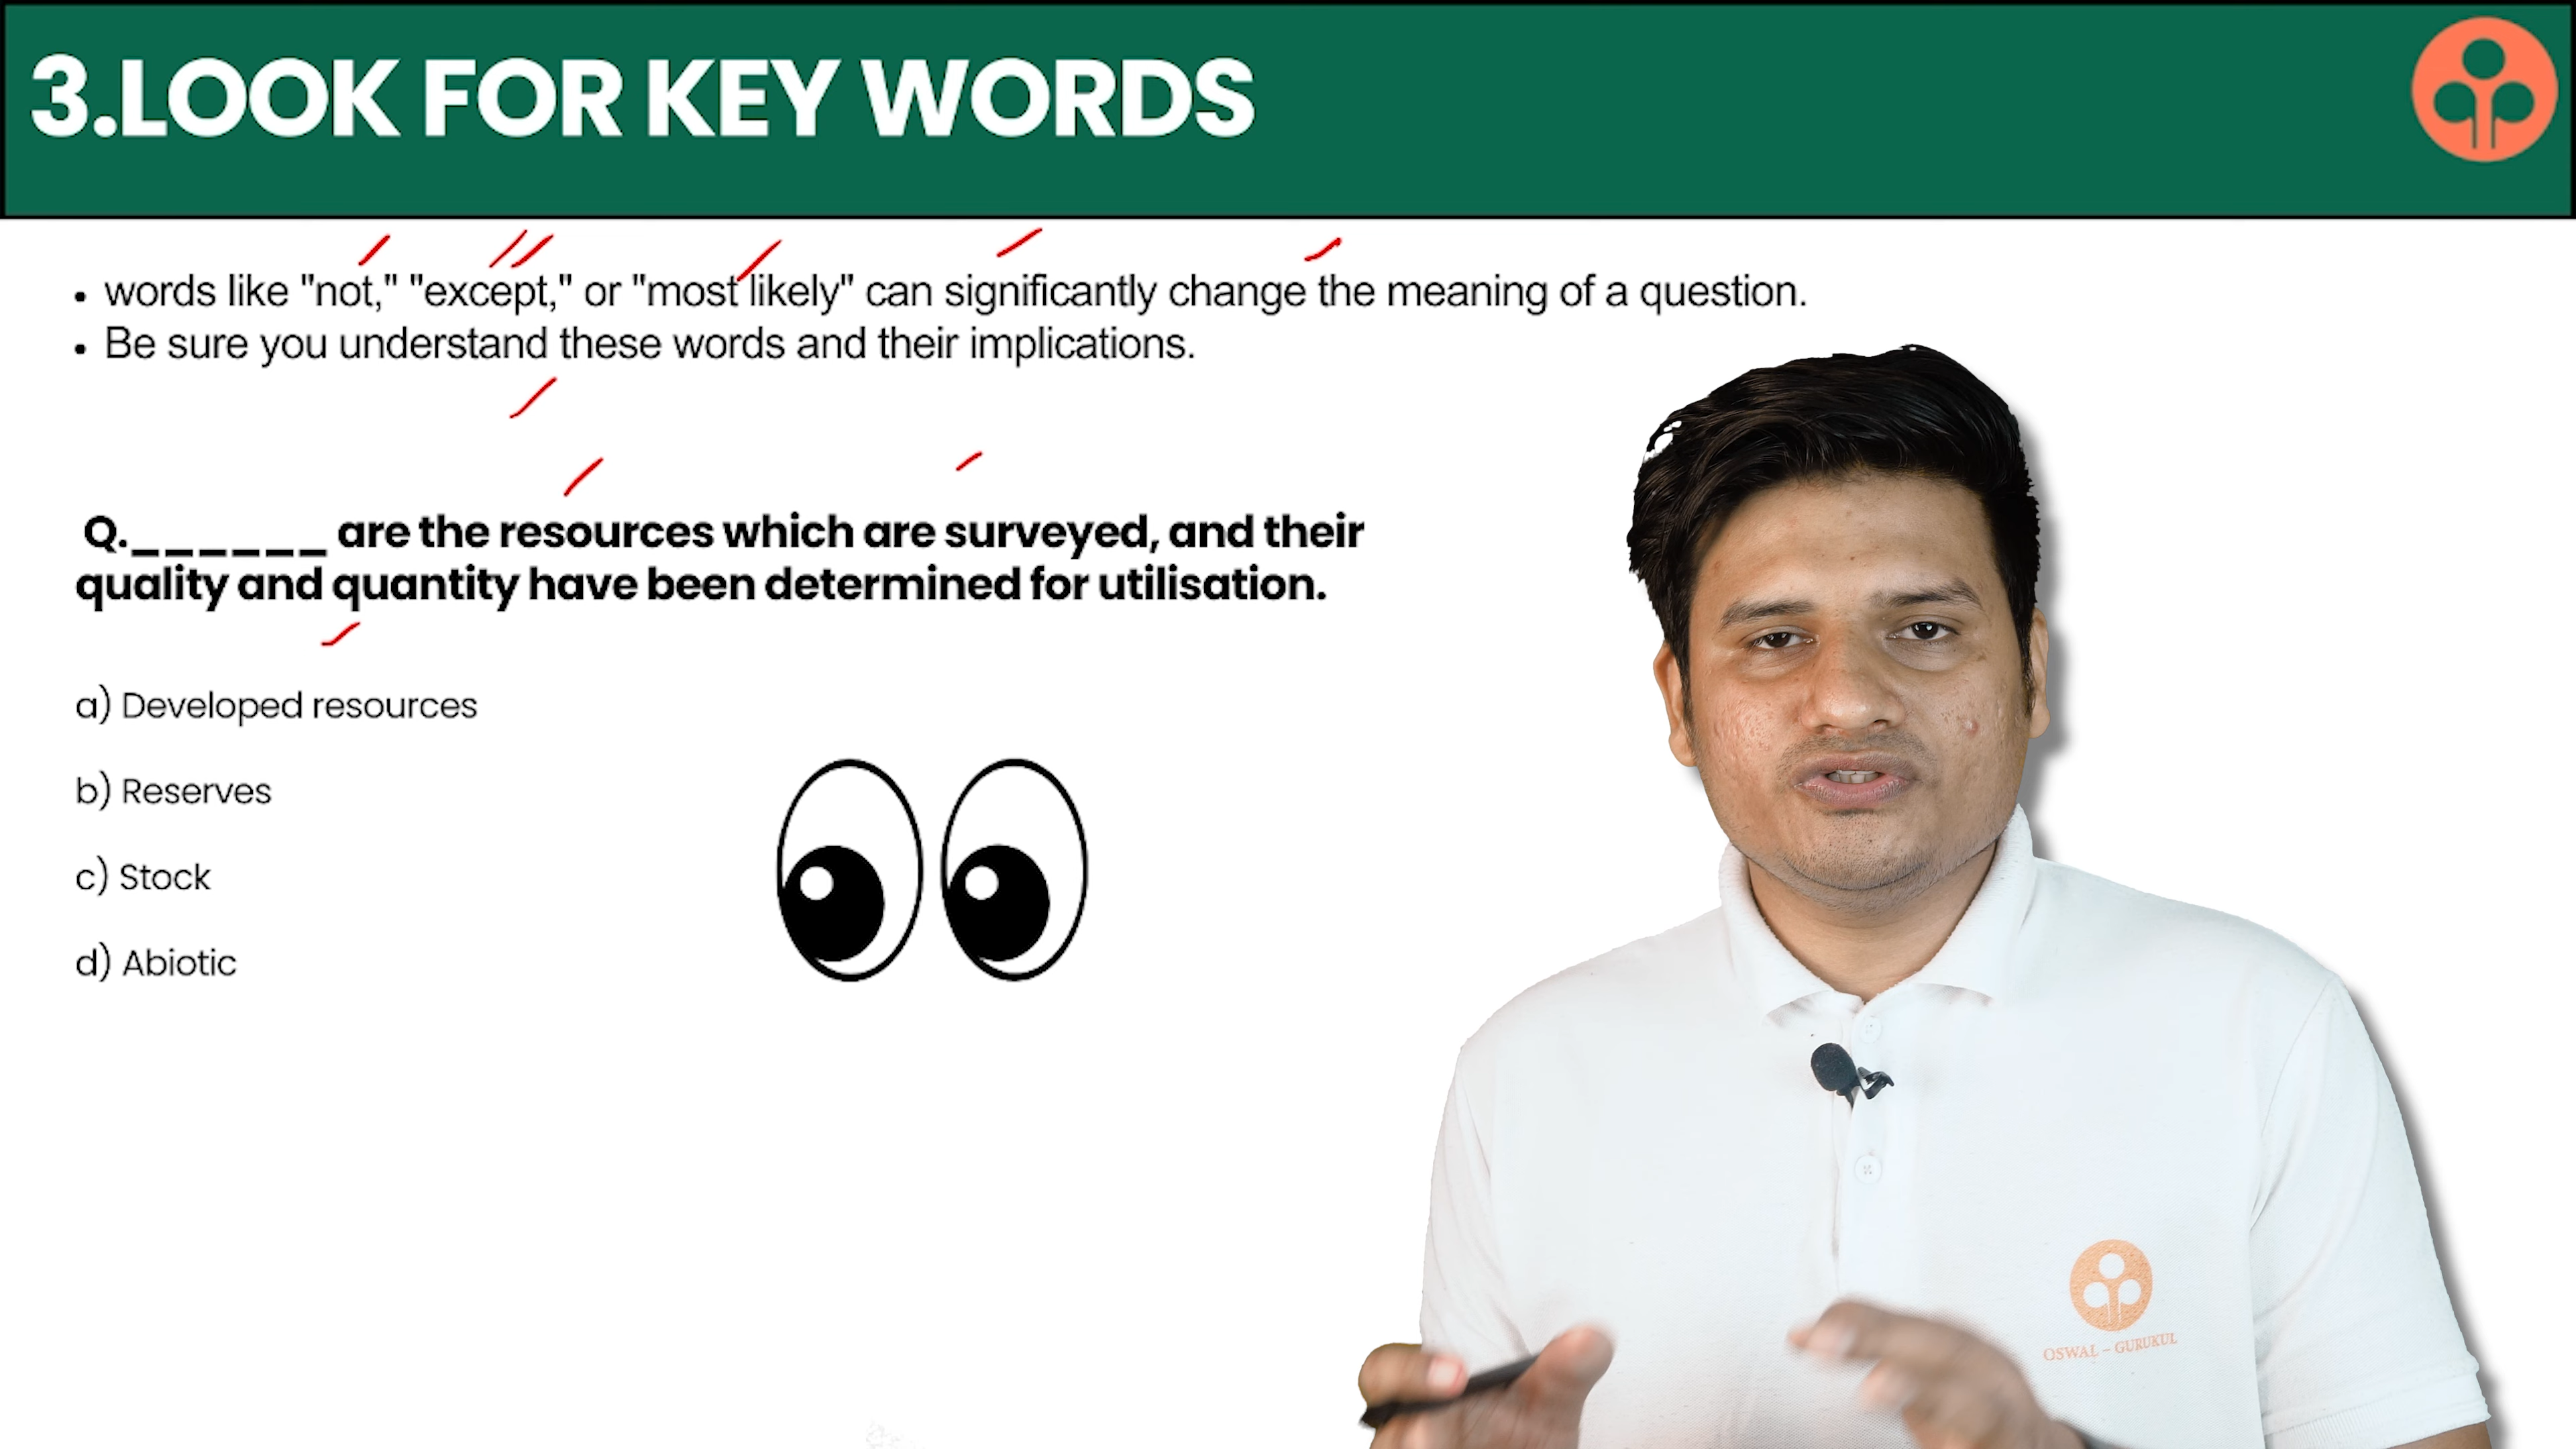 3.LOOK FOR KEY WORDS
• words like "not," "except," or "most likely" can significantly change the meaning of a question.
• Be sure you understand these words and their implications.
Q.______ are the resources which are surveyed, and their
quality and quantity have been determined for utilisation.
a) Developed resources
b) Reserves
c) Stock
d) Abiotic
OSWAL – GURUKUL